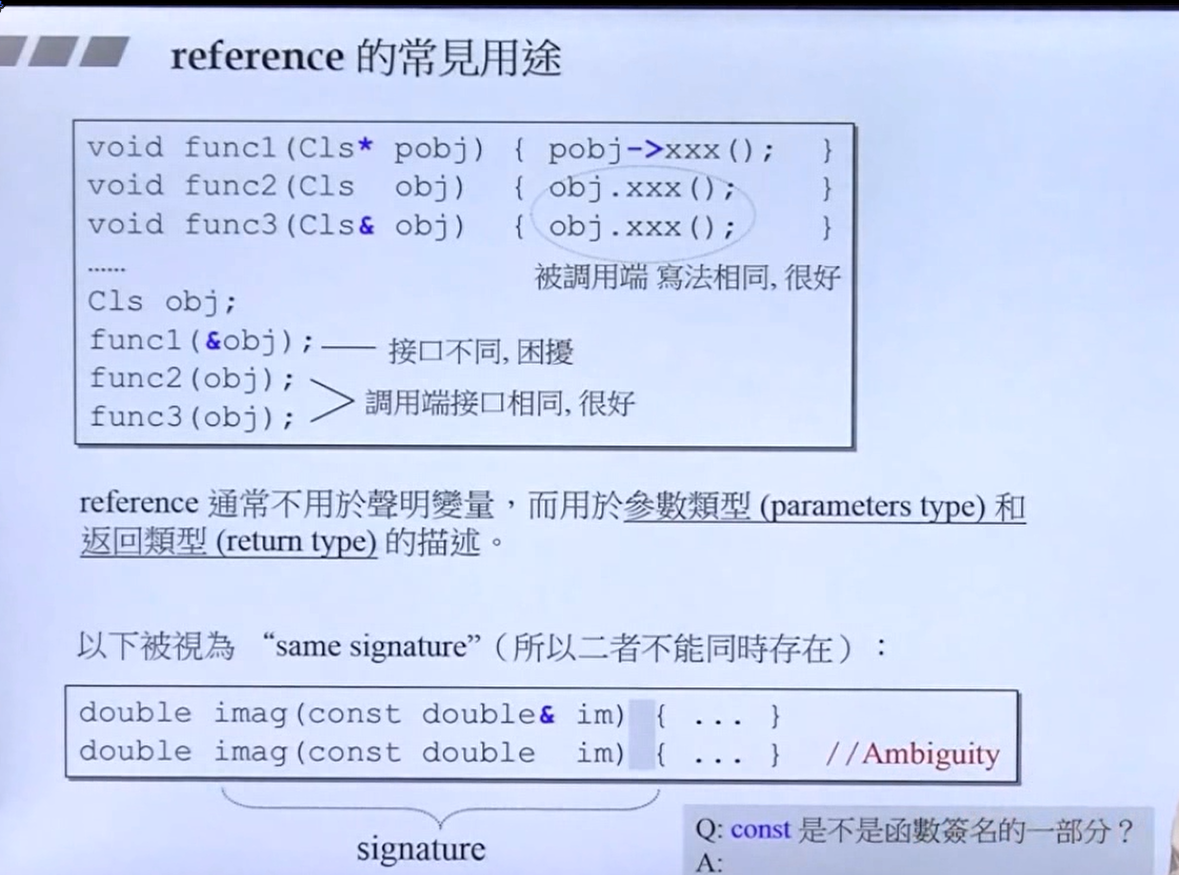 reference 的常見用途
void func1(Cls* pobj) { pobj->xxx(); }
void func2(Cls obj) { obj.xxx(); }
void func3(Cls& obj) { obj.xxx(); }
......
被調用端 寫法相同, 很好
Cls obj;
func1(&obj); 接口不同, 困擾
func2(obj);
調用端接口相同, 很好
func3(obj);
reference 通常不用於聲明變量，而用於參數類型 (parameters type) 和
返回類型 (return type) 的描述。
以下被視為 “same signature”（所以二者不能同時存在）：
double imag(const double& im) { ... }
double imag(const double im) { ... } //Ambiguity
signature
Q: const 是不是函數簽名的一部分？
A: